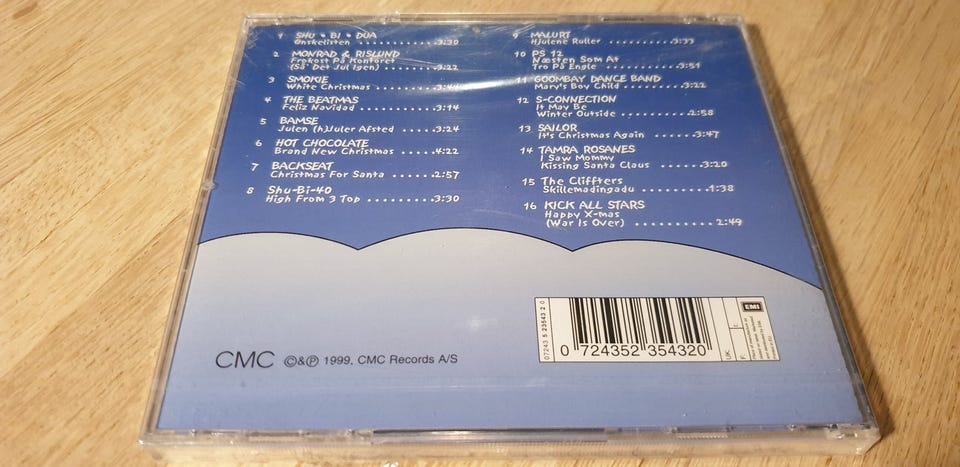 1 SHU • BI • DUA
Ønskelisten ..........3:30
2 MONRAD & RISLUND
Frokost På Kontoret
(Så' Det Jul Igen) ........3:22
3 SMOKIE
White Christmas ..........
4 THE BEATMAS
Feliz Navidad ..........3:14
5 BAMSE
Julen (h)Juler Afsted ....3:24
6 HOT CHOCOLATE
Brand New Christmas .....4:22
7 BACKSEAT
Christmas For Santa ......2:57
8 Shu-Bi-40
High From 3 Top ..........3:30
9 MALURT
Hjulene Ruller ..........3:33
10 PS 12
Næsten Som At
Tro På Engle ..........3:51
11 GOOMBAY DANCE BAND
Mary's Boy Child ........3:22
12 S-CONNECTION
It May Be
Winter Outside ..........2:58
13 SAILOR
It's Christmas Again .....3:47
14 TAMRA ROSANES
I Saw Mommy
Kissing Santa Claus ......3:20
15 The Cliffters
Skillemadingadu ..........1:38
16 KICK ALL STARS
Happy X-mas
(War Is Over) ..........2:49
CMC ©&℗ 1999, CMC Records A/S
07243 5 23543 2 0
0 724352 354320
UK:
F:
EMI